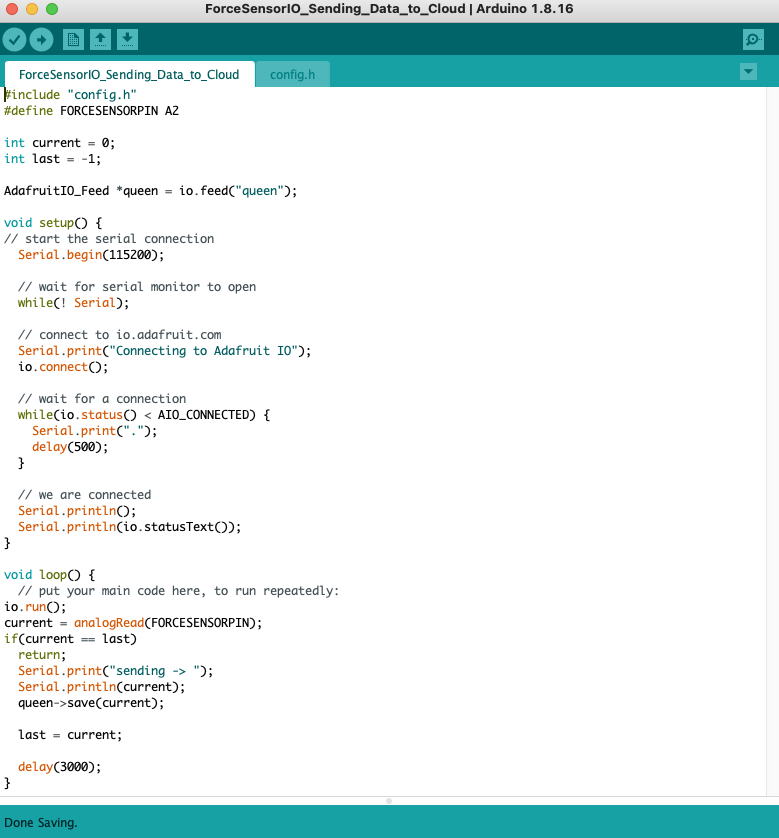 ForceSensorIO_Sending_Data_to_Cloud | Arduino 1.8.16
ForceSensorIO_Sending_Data_to_Cloud
config.h
#include "config.h"
#define FORCESENSORPIN A2
int current = 0;
int last = -1;
AdafruitIO_Feed *queen = io.feed("queen");
void setup() {
// start the serial connection
Serial.begin(115200);
// wait for serial monitor to open
while(! Serial);
// connect to io.adafruit.com
Serial.print("Connecting to Adafruit IO");
io.connect();
// wait for a connection
while(io.status() < AIO_CONNECTED) {
Serial.print(".");
delay(500);
}
// we are connected
Serial.println();
Serial.println(io.statusText());
}
void loop() {
// put your main code here, to run repeatedly:
io.run();
current = analogRead(FORCESENSORPIN);
if(current == last)
return;
Serial.print("sending -> ");
Serial.println(current);
queen->save(current);
last = current;
delay(3000);
}
Done Saving.